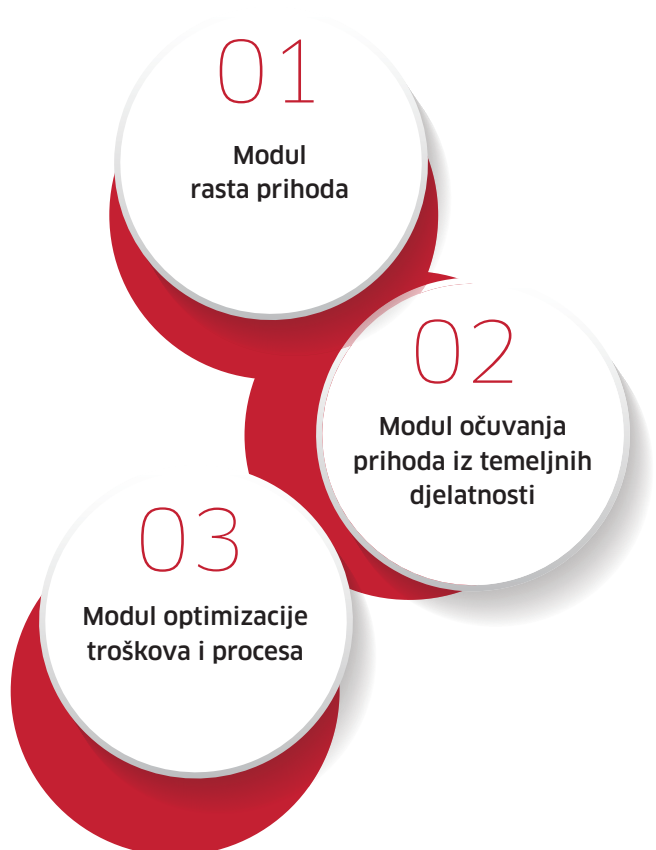 01
Modul
rasta prihoda
02
Modul očuvanja
prihoda iz temeljnih
djelatnosti
03
Modul optimizacije
troškova i procesa